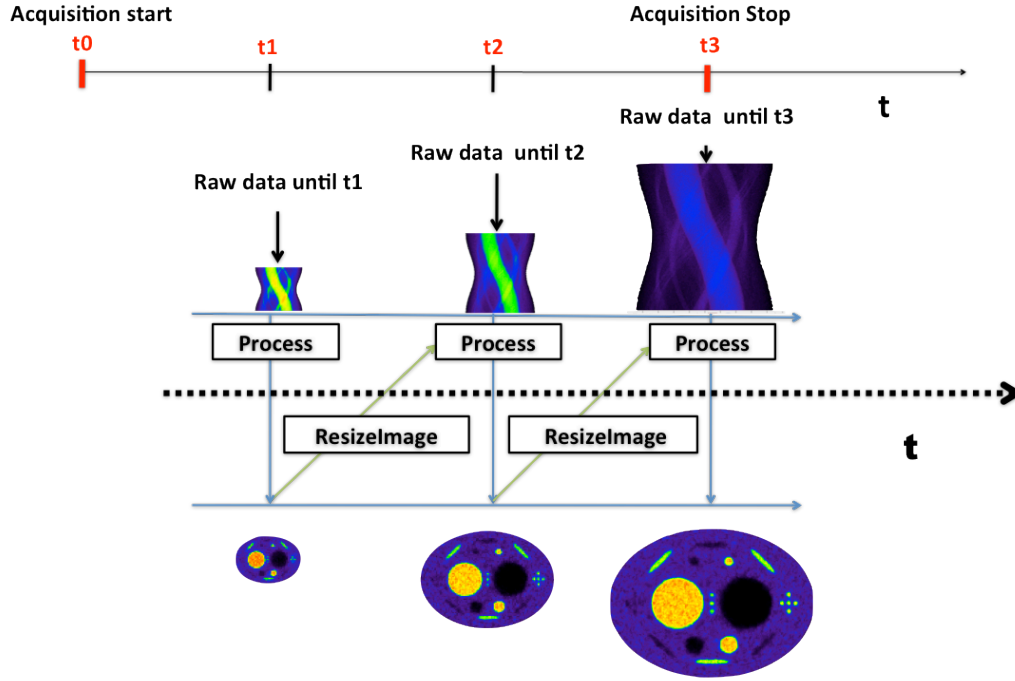 Acquisition start
Acquisition Stop
t0
t1
t2
t3
t
Raw data until t3
Raw data until t2
Raw data until t1
Process
Process
Process
ResizeImage
ResizeImage
t